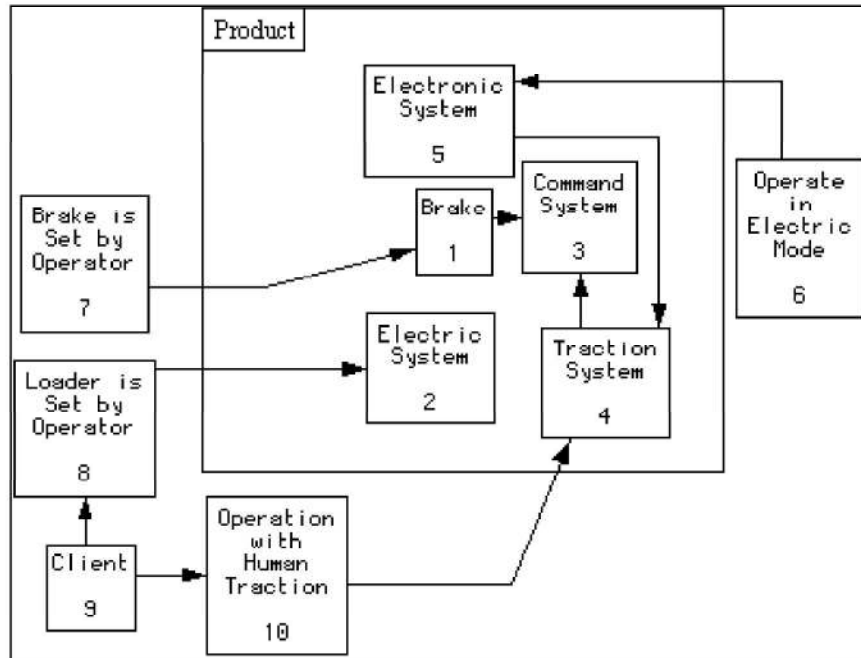 Product
Electronic
System
5
Operate
in
Electric
Mode
6
Command
System
3
Brake
1
Brake is
Set by
Operator
7
Electric
System
2
Traction
System
4
Loader is
Set by
Operator
8
Operation
with
Human
Traction
10
Client
9